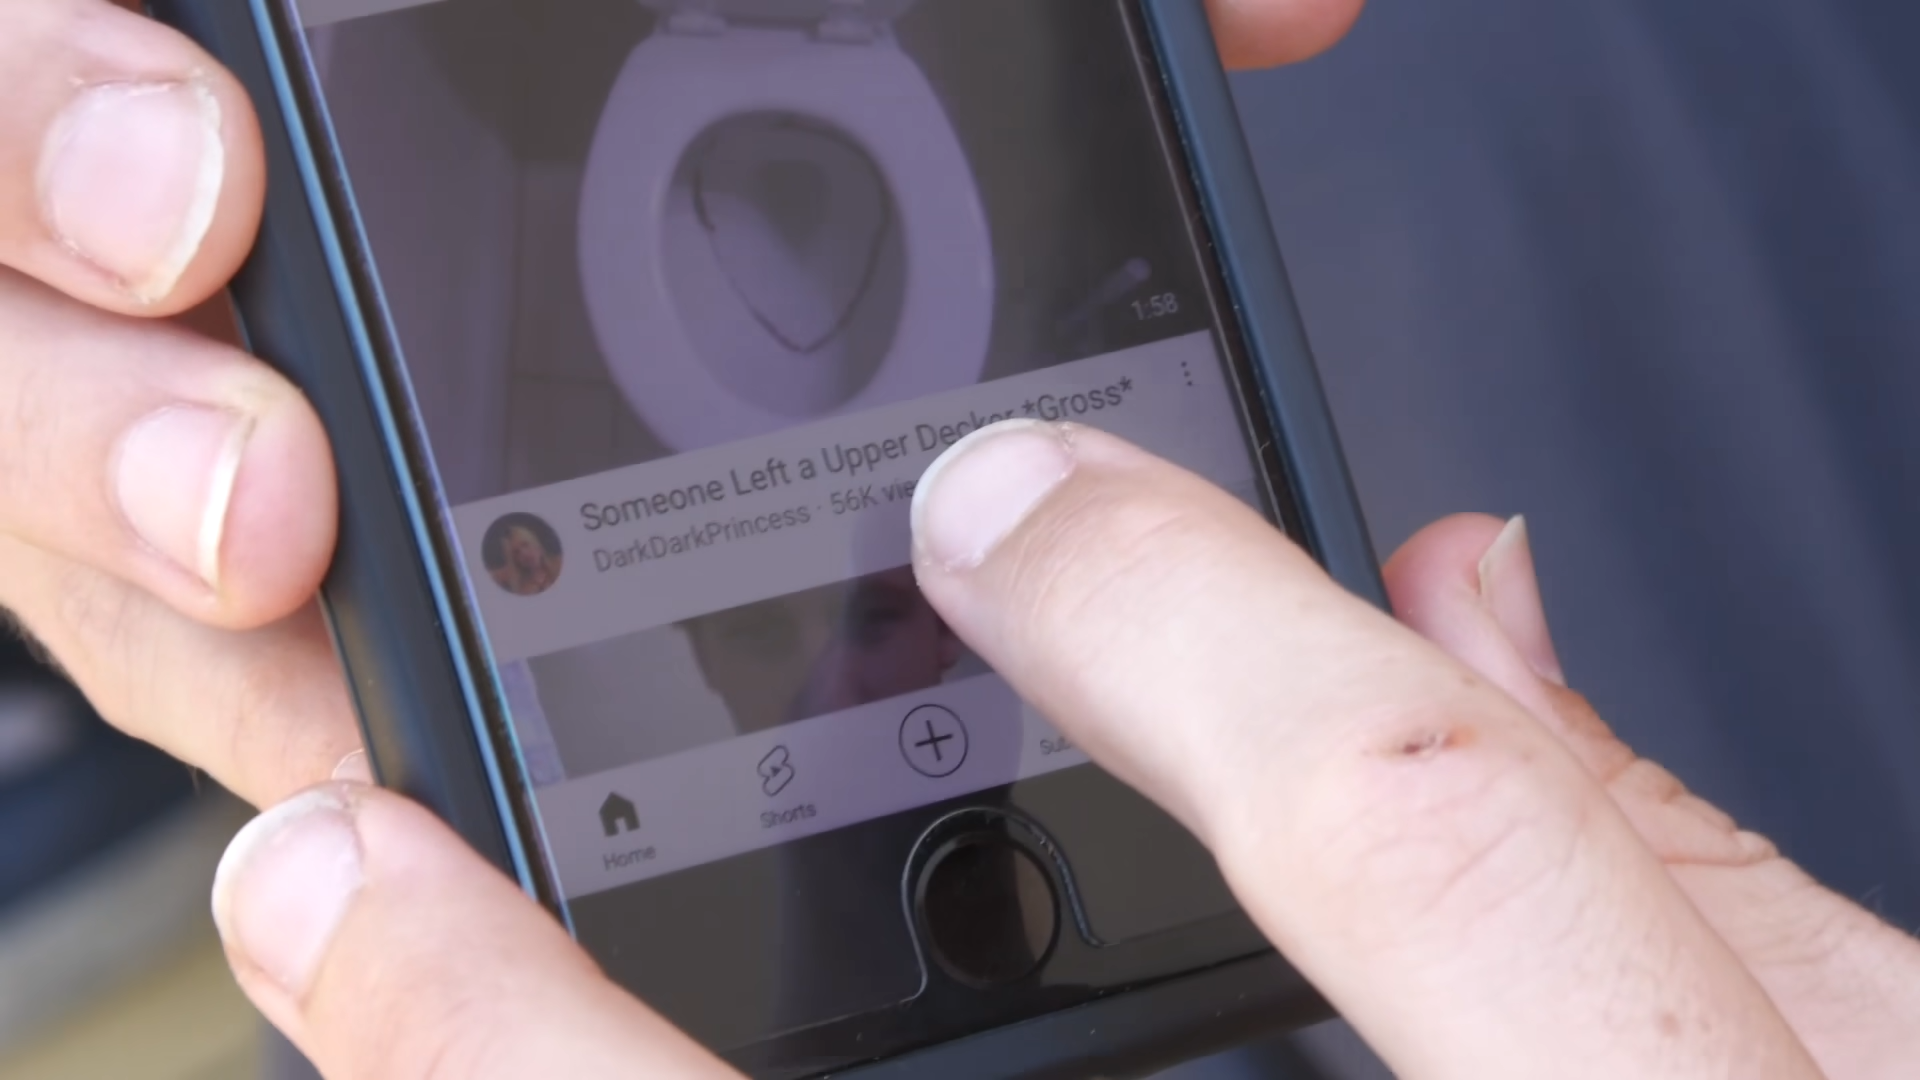 1:58
Someone Left a Upper Decker *Gross*
DarkDarkPrincess · 56K
Home
Shorts